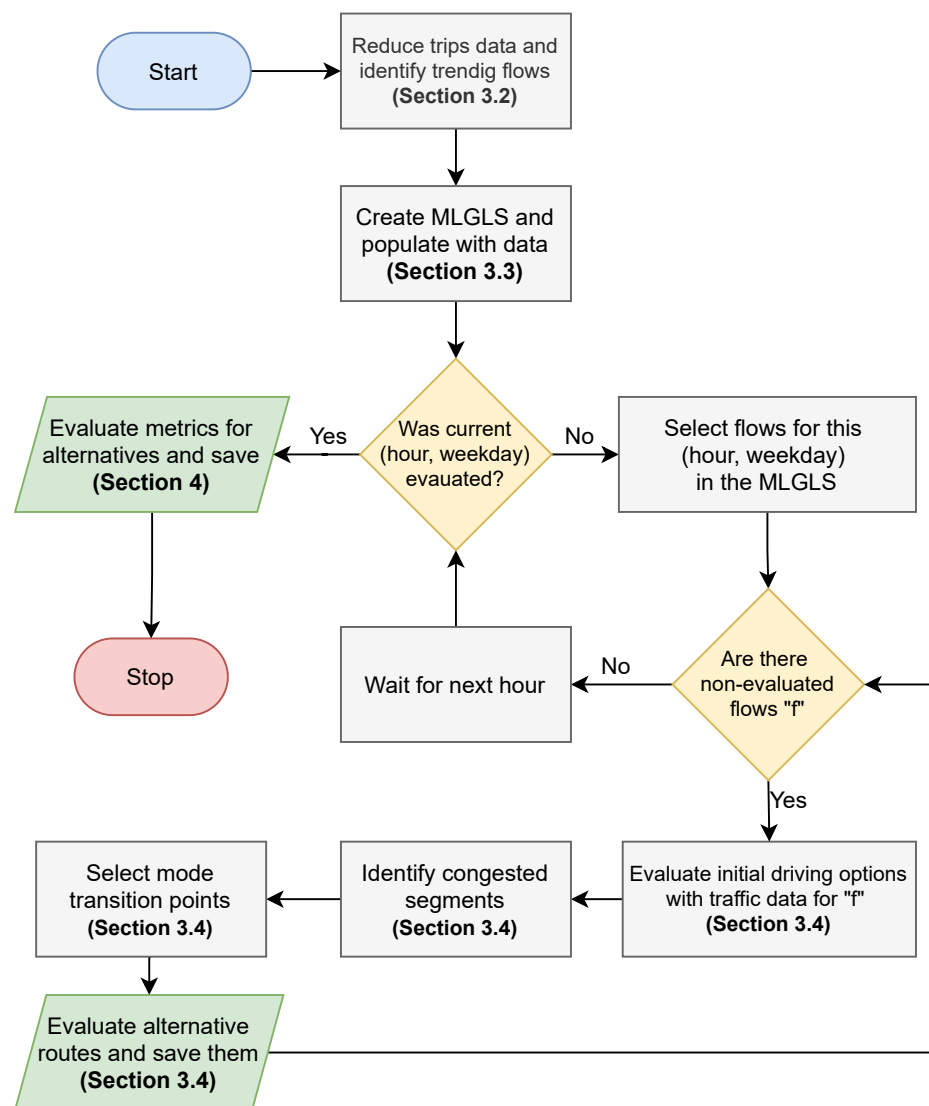 Start
Reduce trips data and
identify trendig flows
(Section 3.2)
Create MLGLS and
populate with data
(Section 3.3)
Was current
(hour, weekday)
evauated?
Yes
No
Evaluate metrics for
alternatives and save
(Section 4)
Stop
Select flows for this
(hour, weekday)
in the MLGLS
Are there
non-evaluated
flows "f"
No
Wait for next hour
Yes
Evaluate initial driving options
with traffic data for "f"
(Section 3.4)
Identify congested
segments
(Section 3.4)
Select mode
transition points
(Section 3.4)
Evaluate alternative
routes and save them
(Section 3.4)